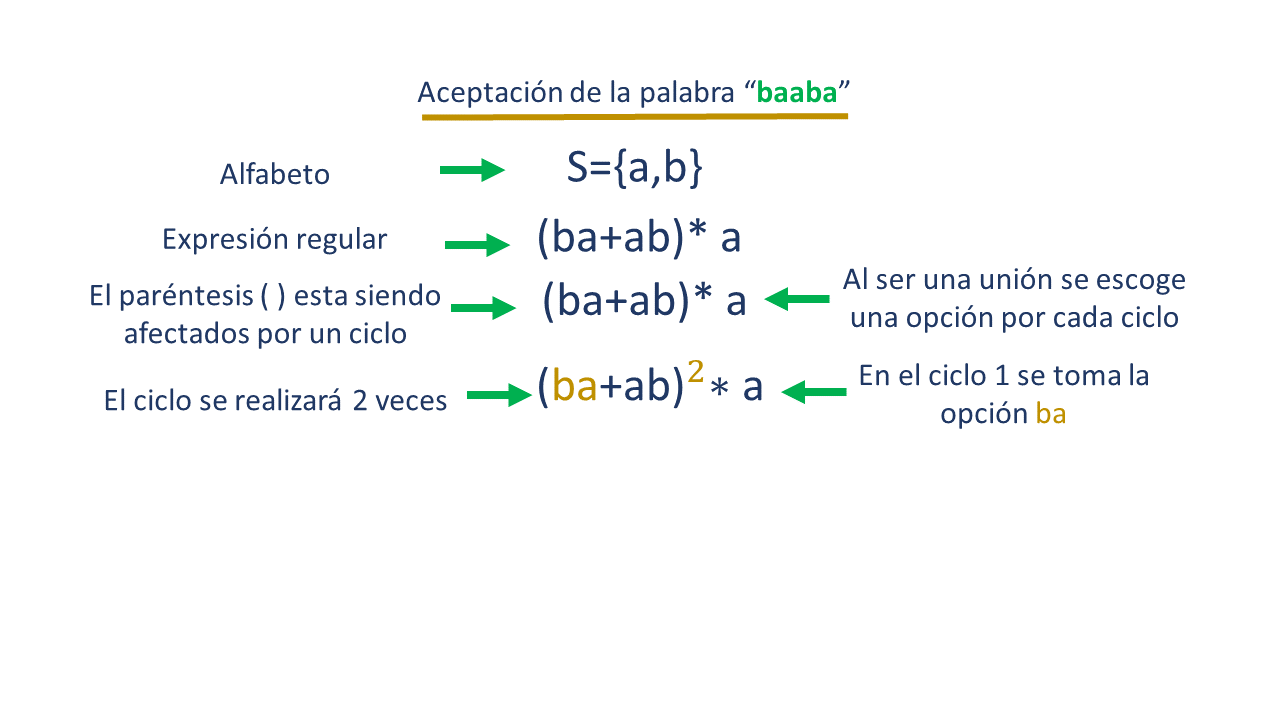 Aceptación de la palabra “baaba”
Alfabeto
S={a,b}
Expresión regular
(ba+ab)* a
El paréntesis ( ) esta siendo
afectados por un ciclo
(ba+ab)* a
Al ser una unión se escoge
una opción por cada ciclo
El ciclo se realizará 2 veces
(ba+ab)²∗ a
En el ciclo 1 se toma la
opción ba